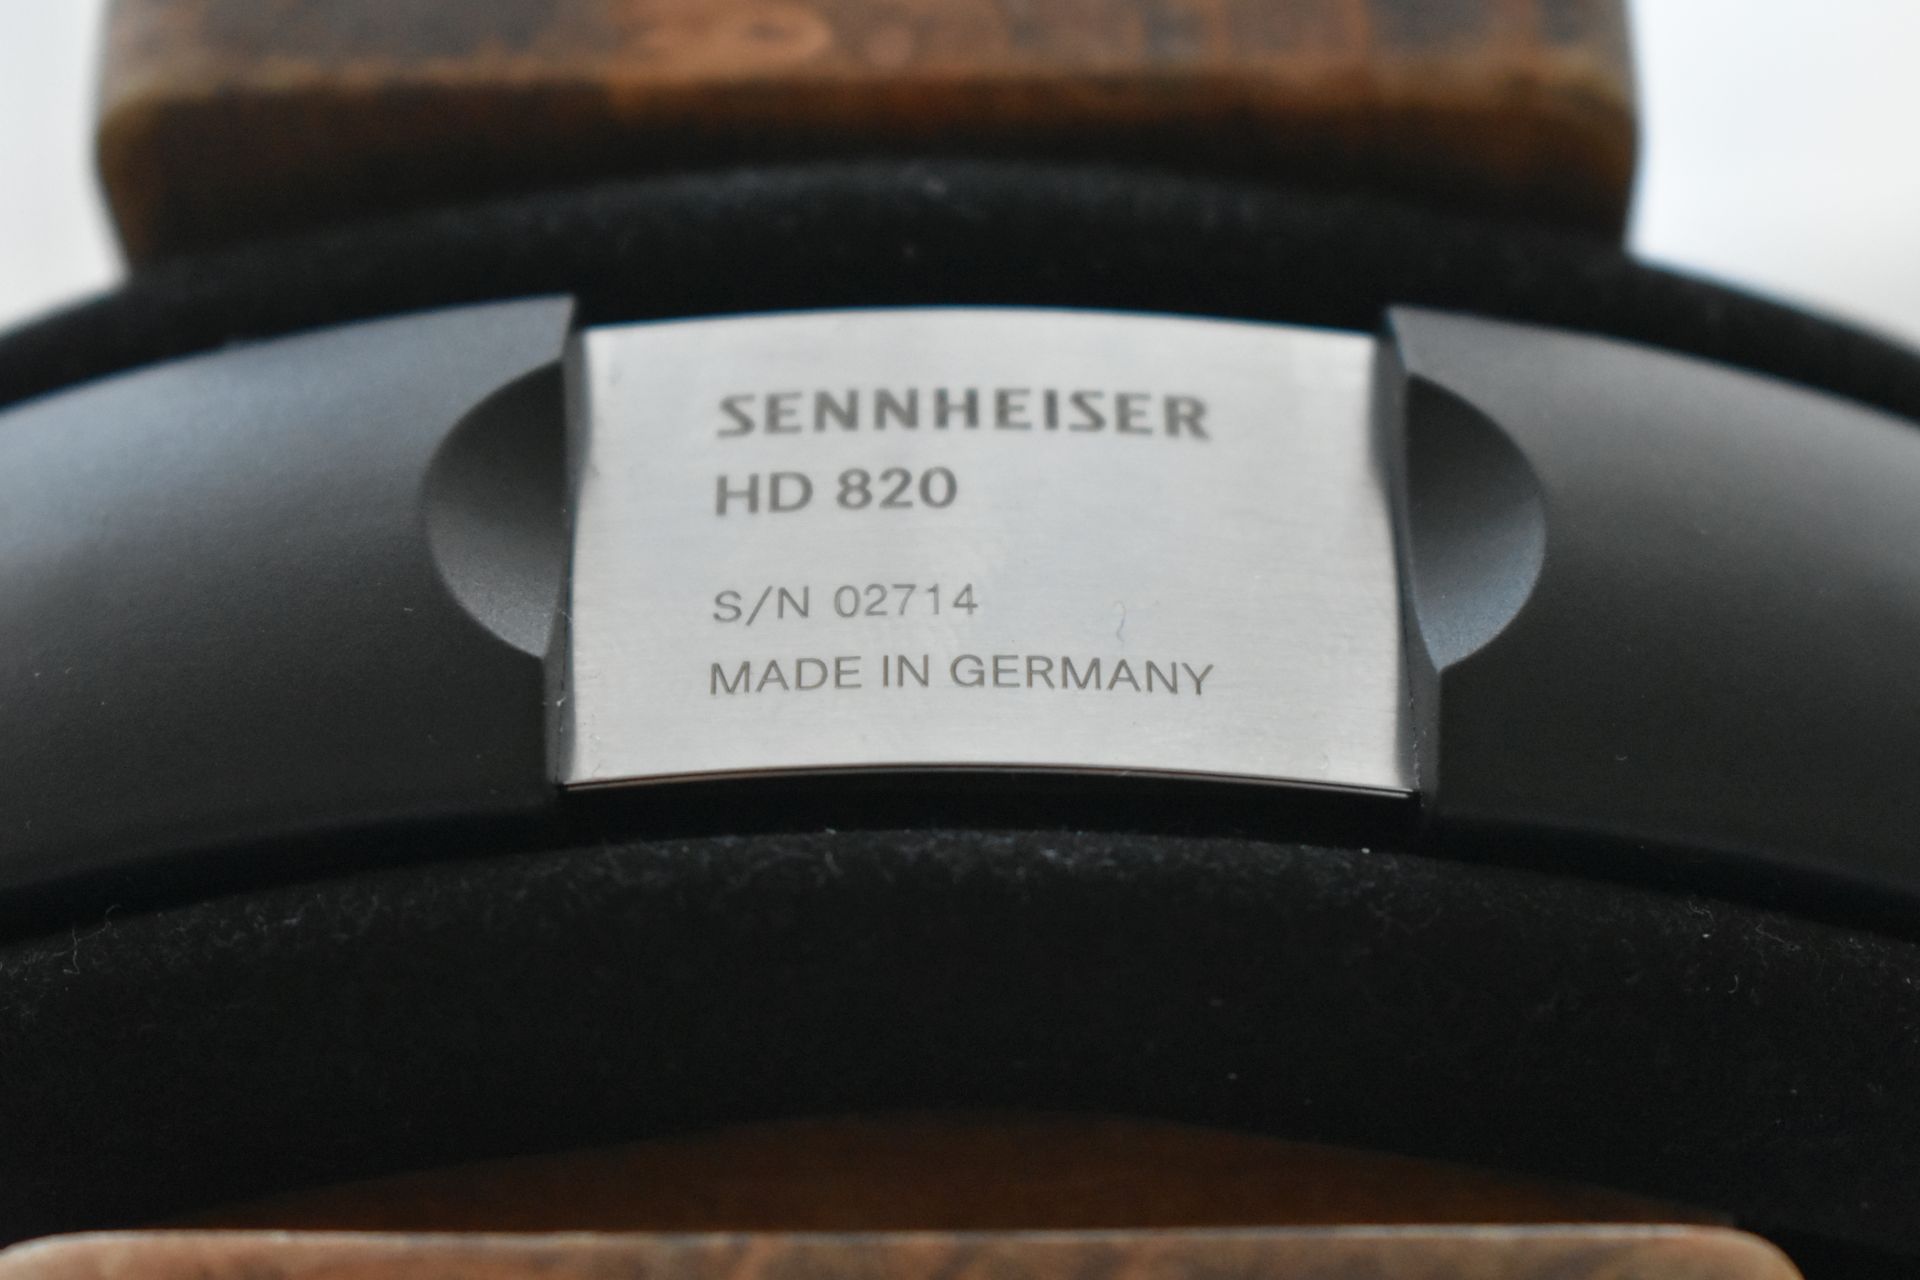 SENNHEISER
HD 820
S/N 02714
MADE IN GERMANY